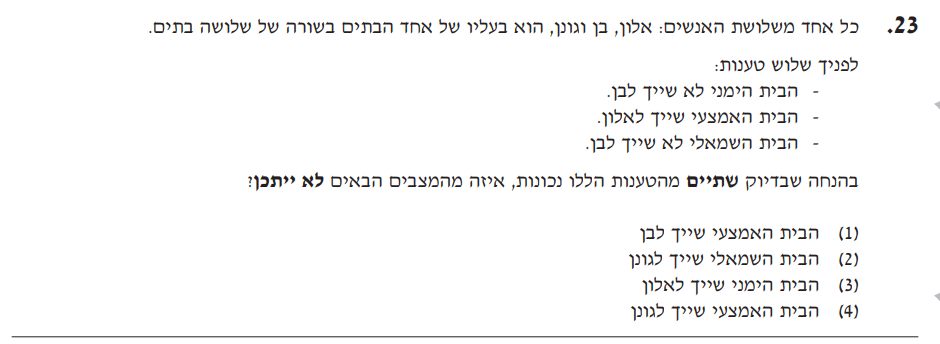 23. כל אחד משלושת האנשים: אלון, בן וגונן, הוא בעליו של אחד הבתים בשורה של שלושה בתים.
לפניך שלוש טענות:
- הבית הימני לא שייך לבן.
- הבית האמצעי שייך לאלון.
- הבית השמאלי לא שייך לבן.
בהנחה שבדיוק שתיים מהטענות הללו נכונות, איזה מהמצבים הבאים לא ייתכן?
(1) הבית האמצעי שייך לבן
(2) הבית השמאלי שייך לגונן
(3) הבית הימני שייך לאלון
(4) הבית האמצעי שייך לגונן